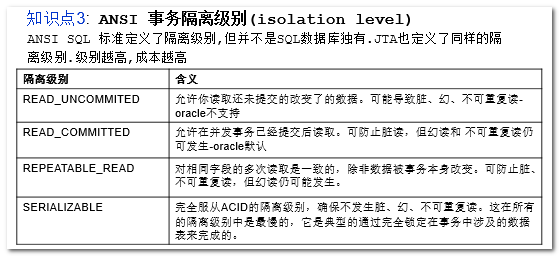 知识点3: ANSI 事务隔离级别(isolation level)
ANSI SQL 标准定义了隔离级别,但并不是SQL数据库独有.JTA也定义了同样的隔
离级别.级别越高,成本越高
隔离级别 含义
READ_UNCOMMITED 允许你读取还未提交的改变了的数据。可能导致脏、幻、不可重复读-
oracle不支持
READ_COMMITTED 允许在并发事务已经提交后读取。可防止脏读，但幻读和 不可重复读仍
可发生-oracle默认
REPEATABLE_READ 对相同字段的多次读取是一致的，除非数据被事务本身改变。可防止脏、
不可重复读，但幻读仍可能发生。
SERIALIZABLE 完全服从ACID的隔离级别，确保不发生脏、幻、不可重复读。这在所有
的隔离级别中是最慢的，它是典型的通过完全锁定在事务中涉及的数据
表来完成的。